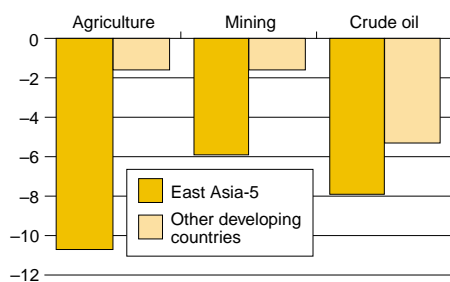 Agriculture Mining Crude oil
0
–2
–4
–6
–8
–10
–12
East Asia-5
Other developing
countries